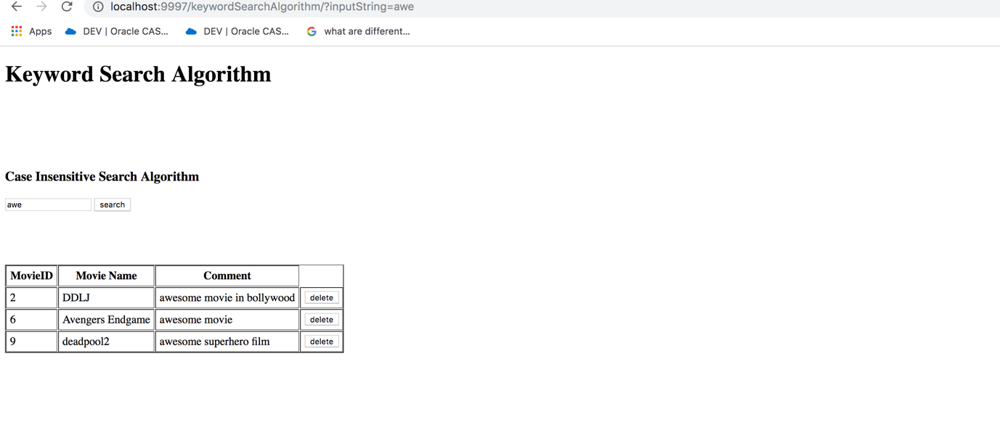 localhost:9997/keywordSearchAlgorithm/?inputString=awe
Apps DEV | Oracle CAS... DEV | Oracle CAS... what are different...
Keyword Search Algorithm
Case Insensitive Search Algorithm
awe search
MovieID Movie Name Comment
2 DDLJ awesome movie in bollywood delete
6 Avengers Endgame awesome movie delete
9 deadpool2 awesome superhero film delete